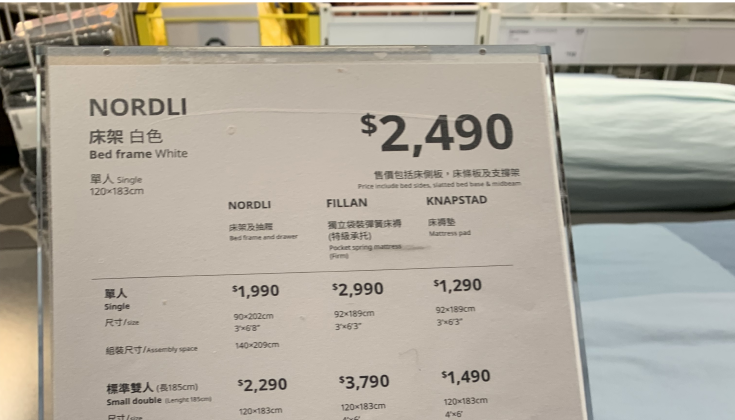 NORDLI
床架 白色
Bed frame White
單人 Single
120×183cm
$2,490
售價包括床側板,床條板及支撐架
Price include bed sides, slatted bed base & midbeam
NORDLI FILLAN KNAPSTAD
床架及抽屜 獨立袋裝彈簧床褥 床褥墊
Bed frame and drawer (特級承托) Mattress pad
Pocket spring mattress
(Firm)
單人 $1,990 $2,990 $1,290
Single
尺寸/size 90×202cm 92×189cm 92×189cm
3'×6'8" 3'×6'3" 3'×6'3"
組裝尺寸/Assembly space 140×209cm
標準雙人 (長185cm) $2,290 $3,790 $1,490
Small double (Lenght 185cm)
尺寸/size 120×183cm 120×183cm 120×183cm
4'×6' 4'×6'